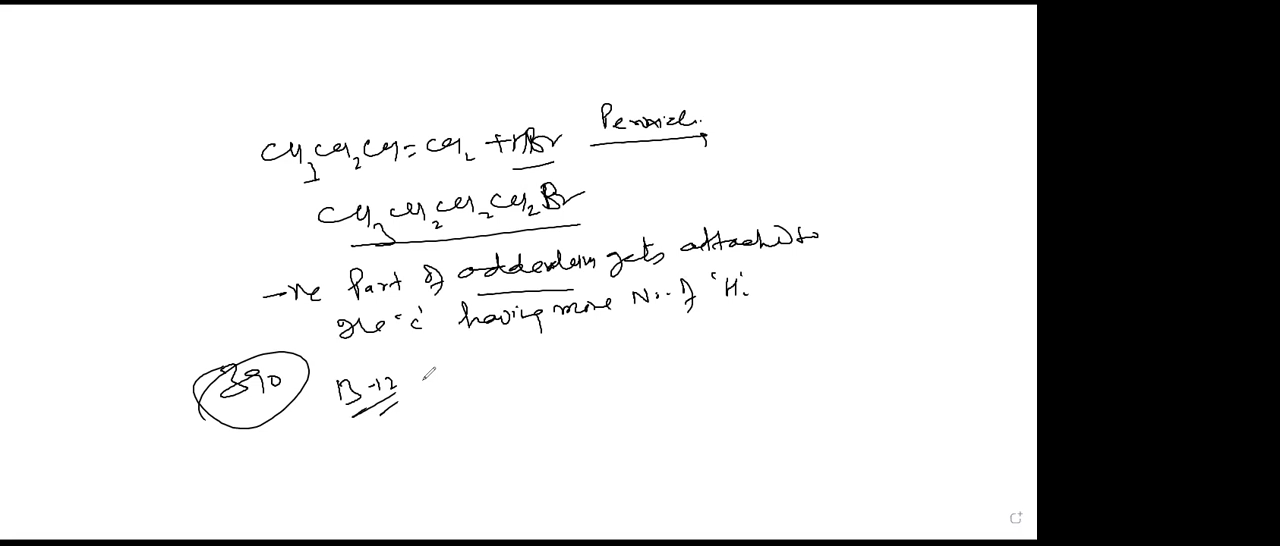 CH3CH2CH=CH2 + HBr Peroxide
CH3CH2CH2CH2Br
-ve Part of addendum gets attached to
the 'C' having more No. of 'H'.
390 B-12